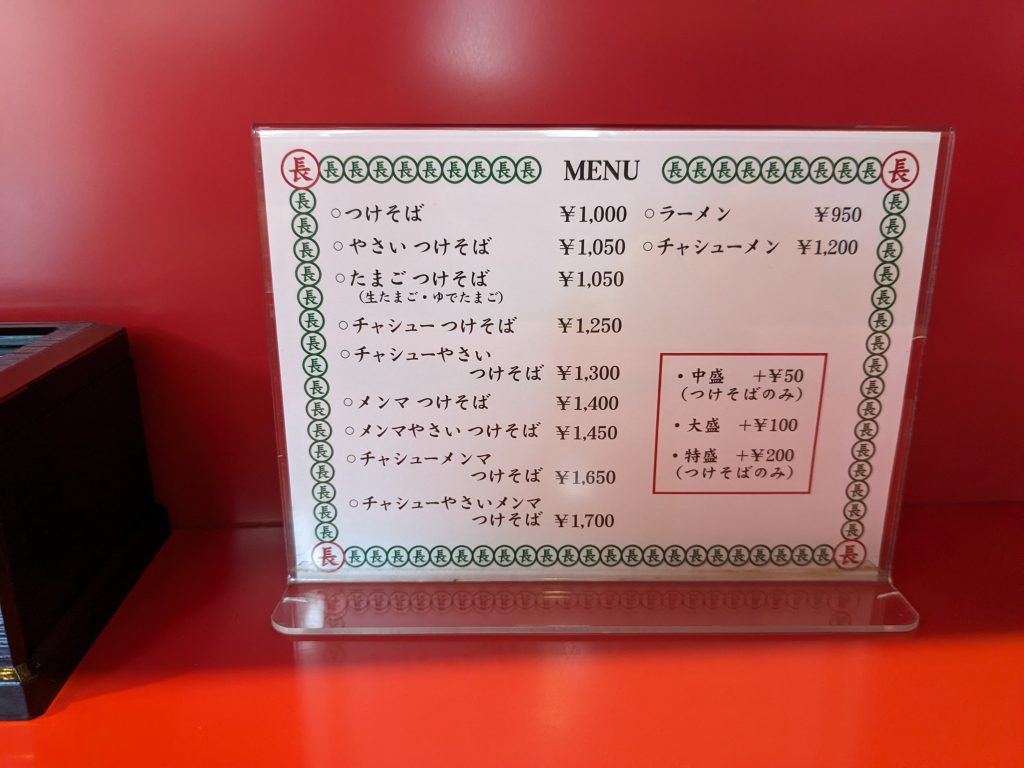 MENU
○つけそば ¥1,000
○やさい つけそば ¥1,050
○たまご つけそば ¥1,050
（生たまご・ゆでたまご）
○チャシュー つけそば ¥1,250
○チャシューやさい
つけそば ¥1,300
○メンマ つけそば ¥1,400
○メンマやさい つけそば ¥1,450
○チャシューメンマ
つけそば ¥1,650
○チャシューやさいメンマ
つけそば ¥1,700
○ラーメン ¥950
○チャシューメン ¥1,200
・中盛 +¥50
(つけそばのみ)
・大盛 +¥100
・特盛 +¥200
(つけそばのみ)
長
長
長
長